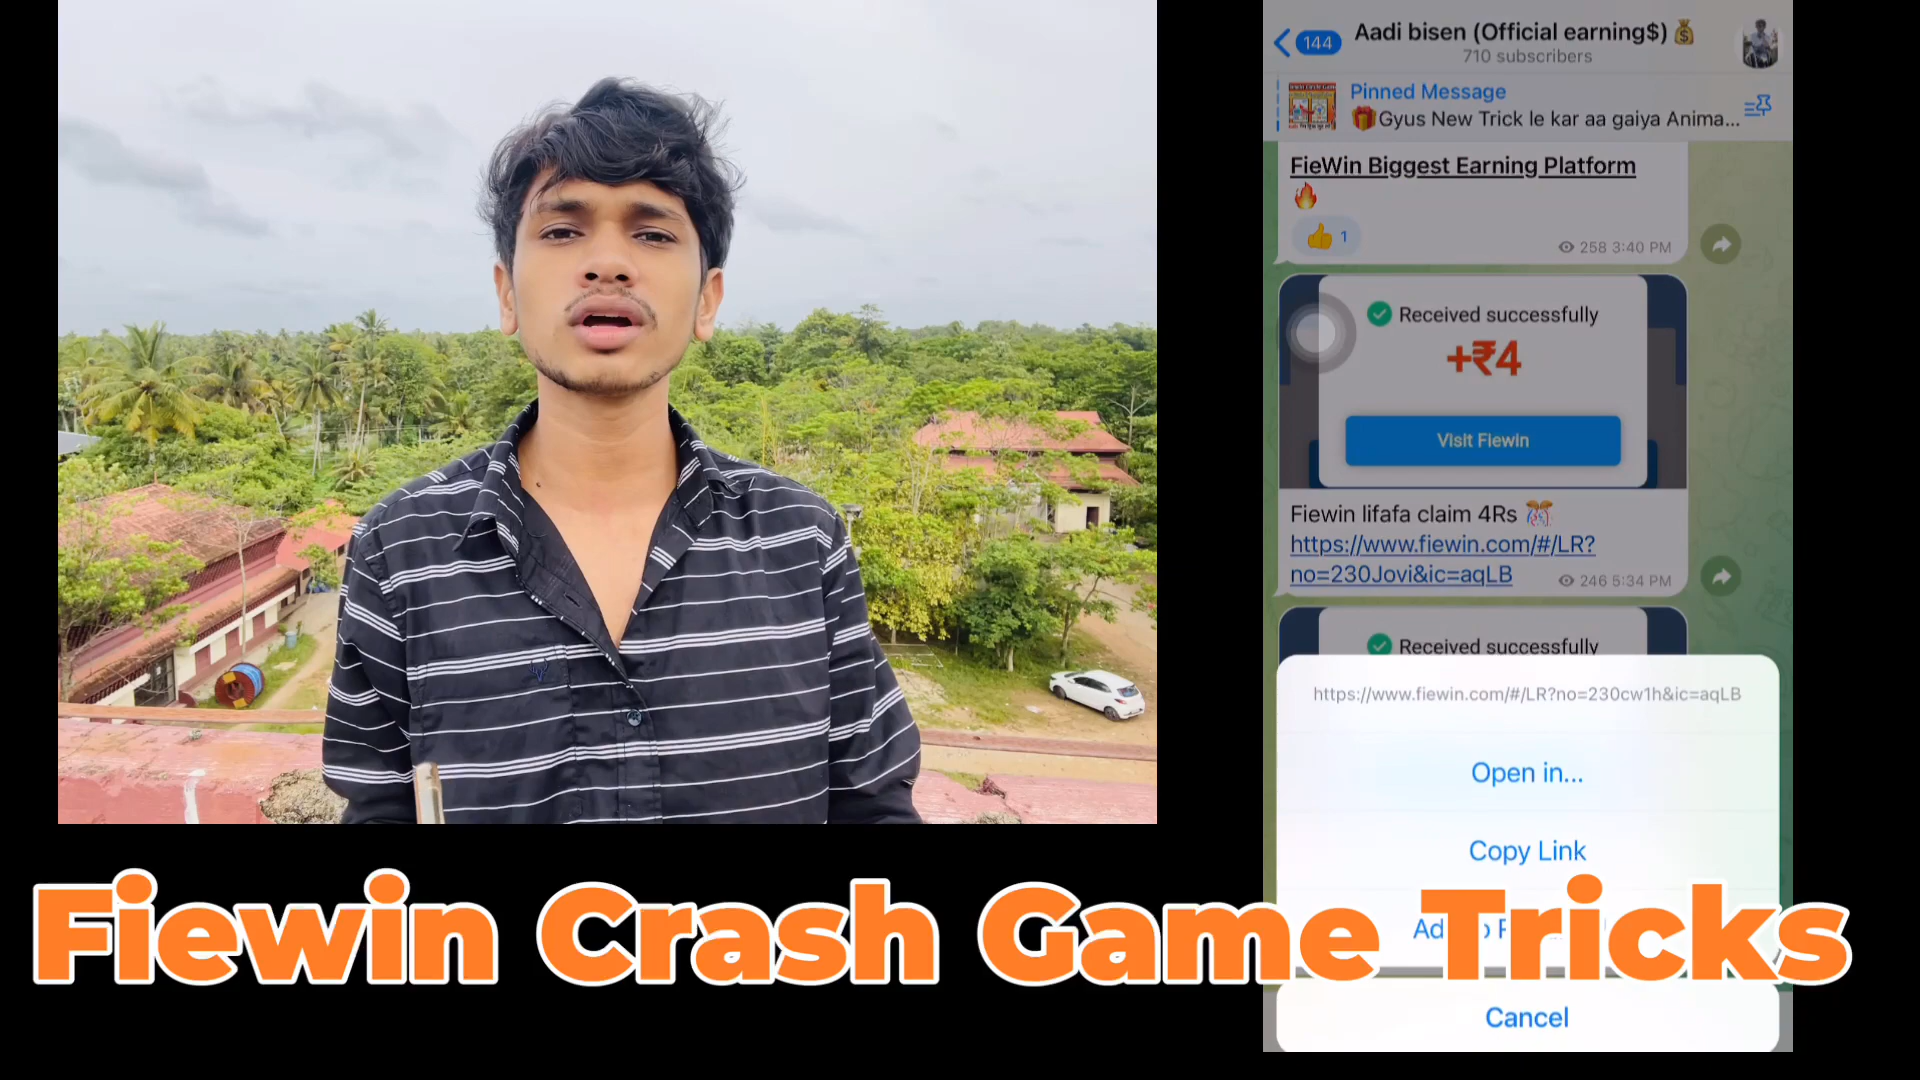 144
Aadi bisen (Official earning$)💰
710 subscribers
Pinned Message
🎁Gyus New Trick le kar aa gaiya Anima...
FieWin Biggest Earning Platform
🔥
👍 1
258 3:40 PM
Received successfully
+₹4
Visit Fiewin
Fiewin lifafa claim 4Rs 🎊
https://www.fiewin.com/#/LR?
no=230Jovi&ic=aqLB
246 5:34 PM
Received successfully
https://www.fiewin.com/#/LR?no=230cw1h&ic=aqLB
Open in...
Copy Link
Fiewin Crash Game Tricks
Cancel